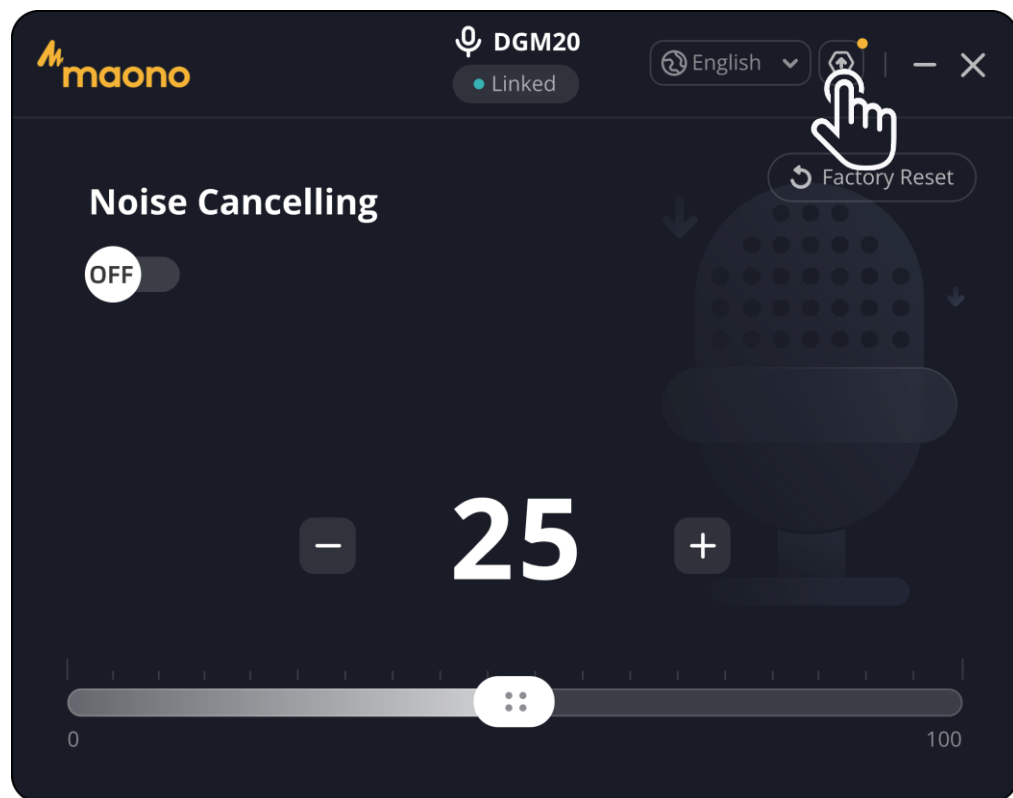 maono
DGM20
Linked
English
Factory Reset
Noise Cancelling
OFF
25
0
100